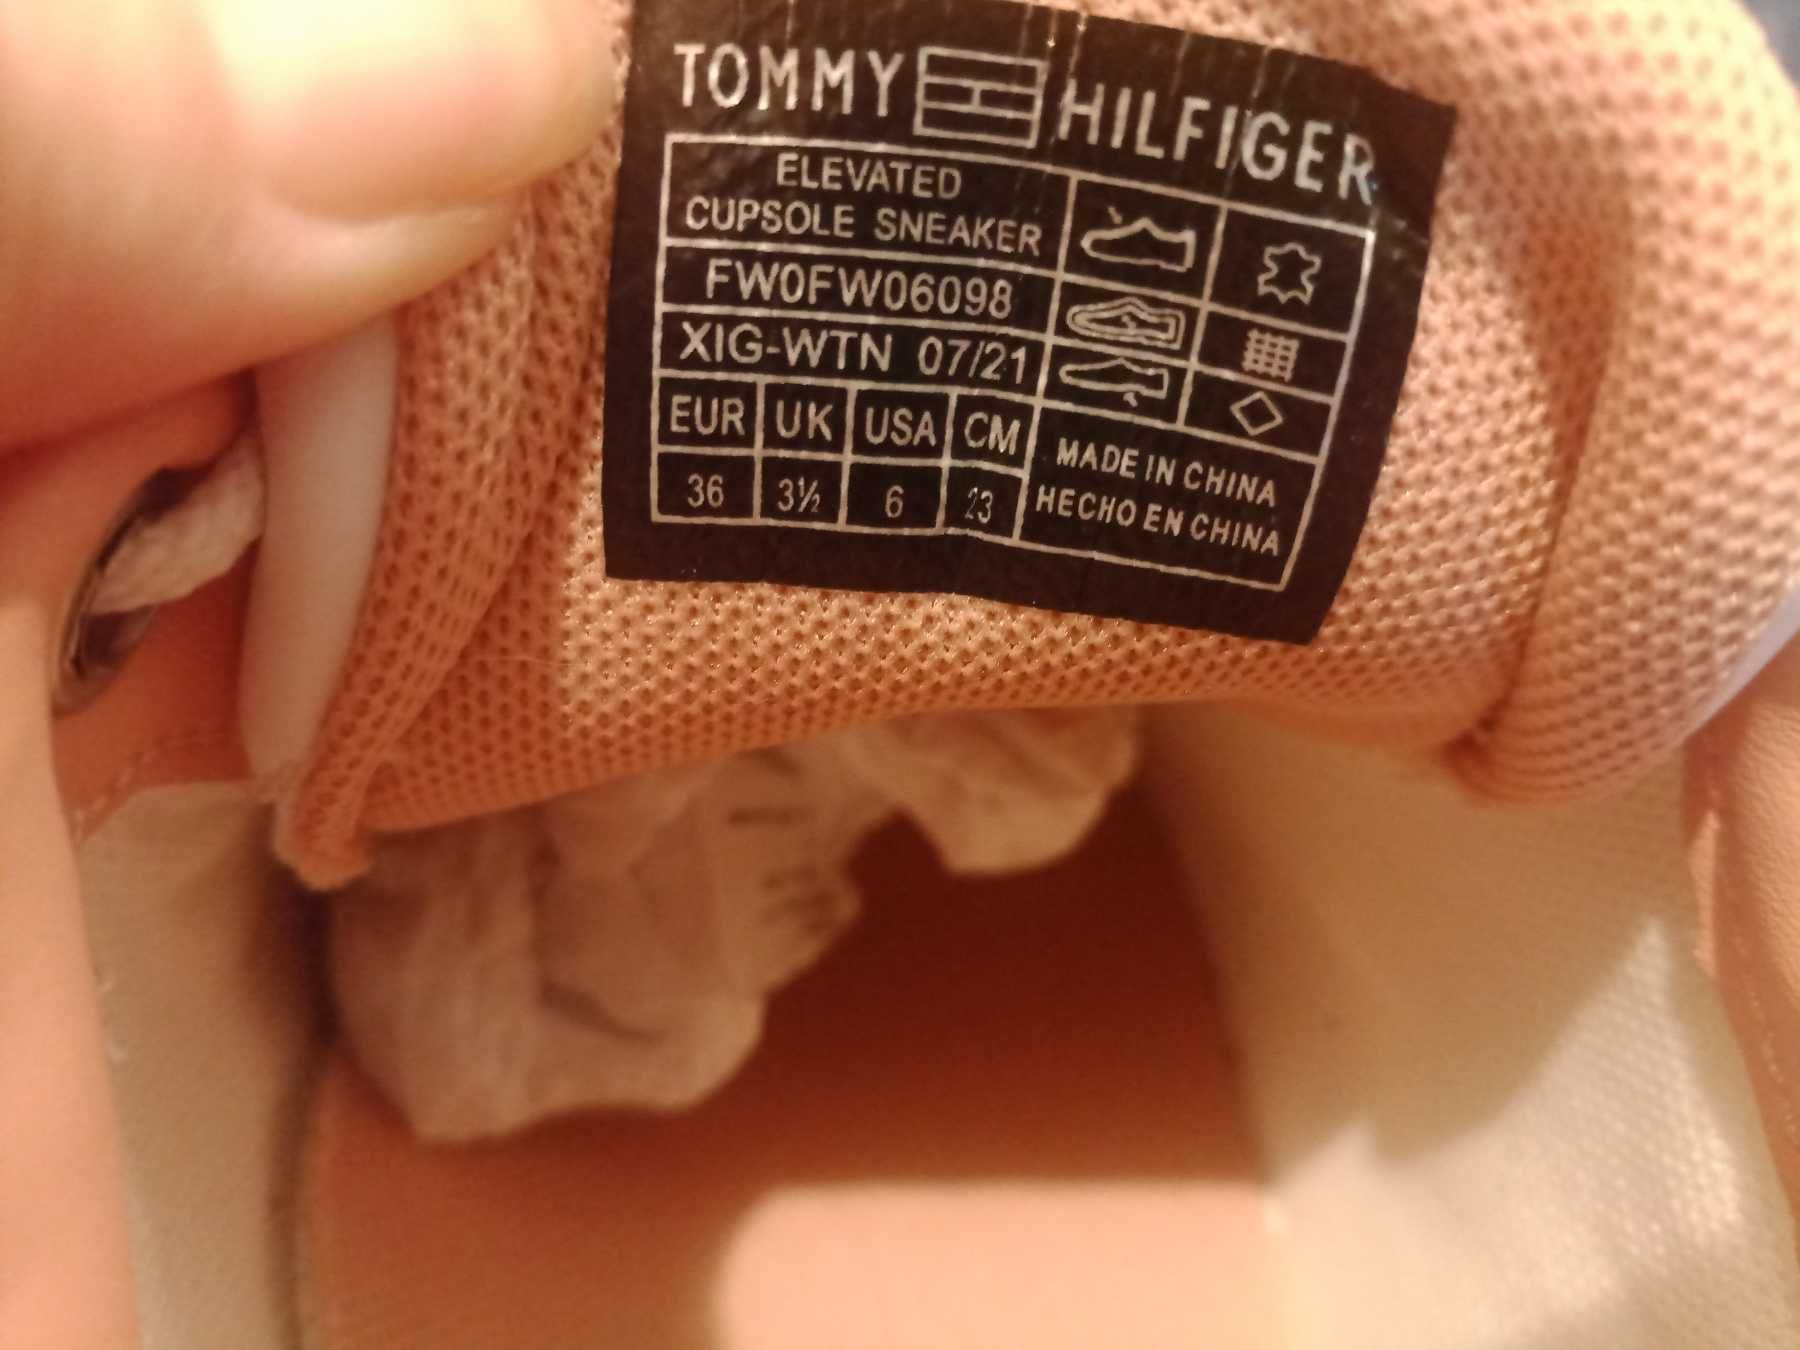 TOMMY HILFIGER
ELEVATED
CUPSOLE SNEAKER
FW0FW06098
XIG-WTN 07/21
EUR UK USA CM
36 3½ 6 23
MADE IN CHINA
HECHO EN CHINA